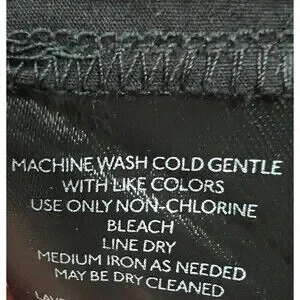 MACHINE WASH COLD GENTLE
WITH LIKE COLORS
USE ONLY NON-CHLORINE
BLEACH
LINE DRY
MEDIUM IRON AS NEEDED
MAY BE DRY CLEANED